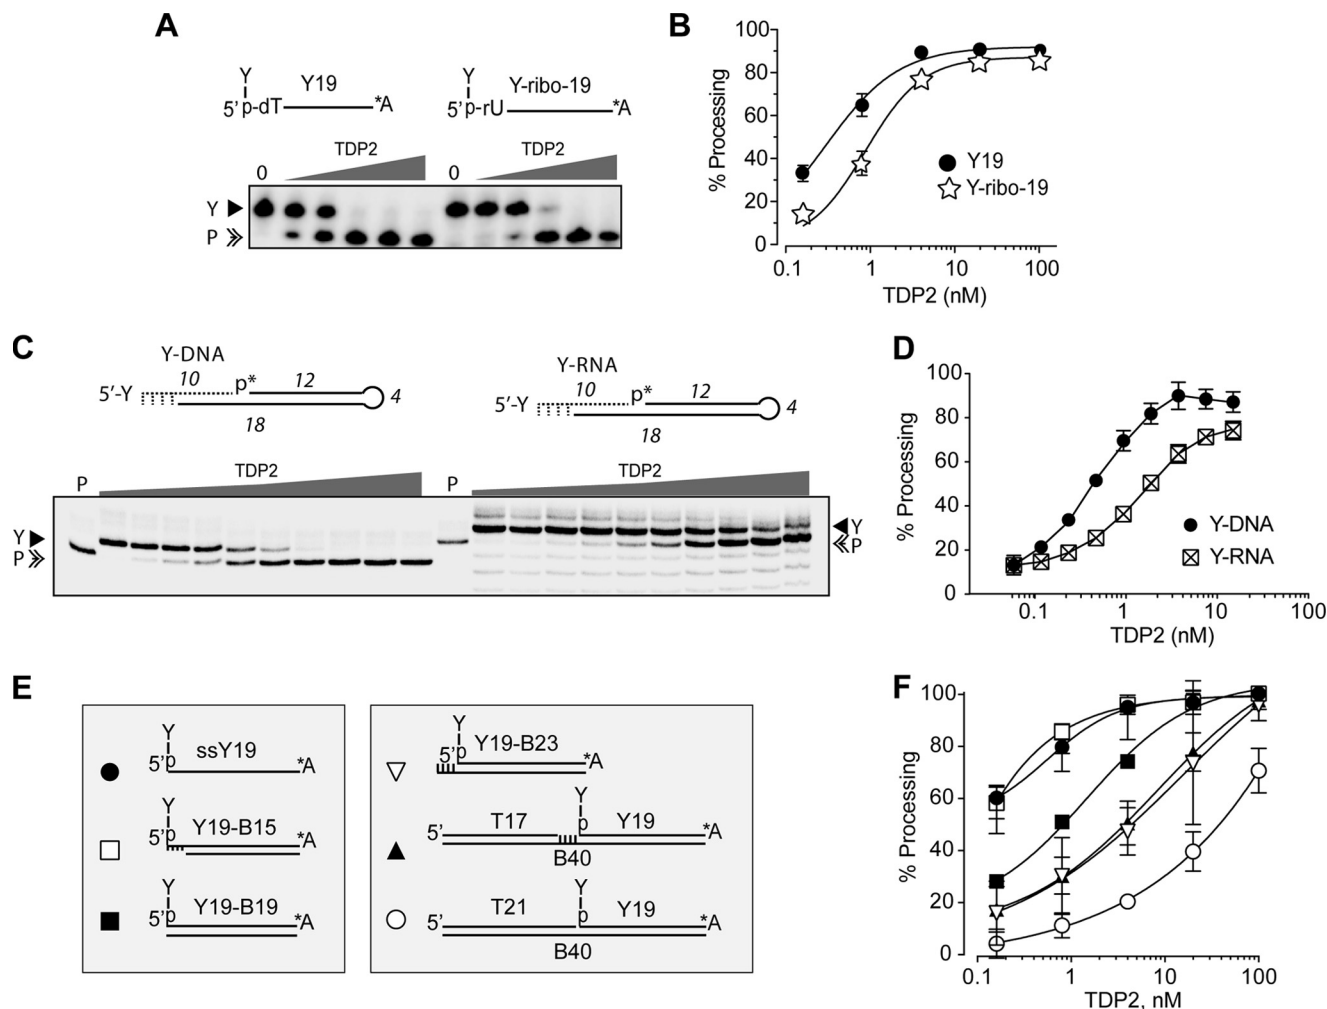 A
Y
Y19
5' p-dT *A
Y
Y-ribo-19
5' p-rU *A
0 TDP2 0 TDP2
Y
P
B
% Processing
100
80
60
40
20
0
Y19
Y-ribo-19
0.1 1 10 100
TDP2 (nM)
C
Y-DNA
10 p* 12
5'-Y 4
18
Y-RNA
10 p* 12
5'-Y 4
18
P TDP2 P TDP2
Y Y
P P
D
% Processing
100
80
60
40
20
0
Y-DNA
Y-RNA
0.1 1 10 100
TDP2 (nM)
E
Y
5'p ssY19 *A
Y
5'p Y19-B15 *A
Y
5'p Y19-B19 *A
Y
5'p Y19-B23 *A
Y
5' T17 p Y19 *A
B40
Y
5' T21 p Y19 *A
B40
F
% Processing
100
80
60
40
20
0
0.1 1 10 100
TDP2, nM